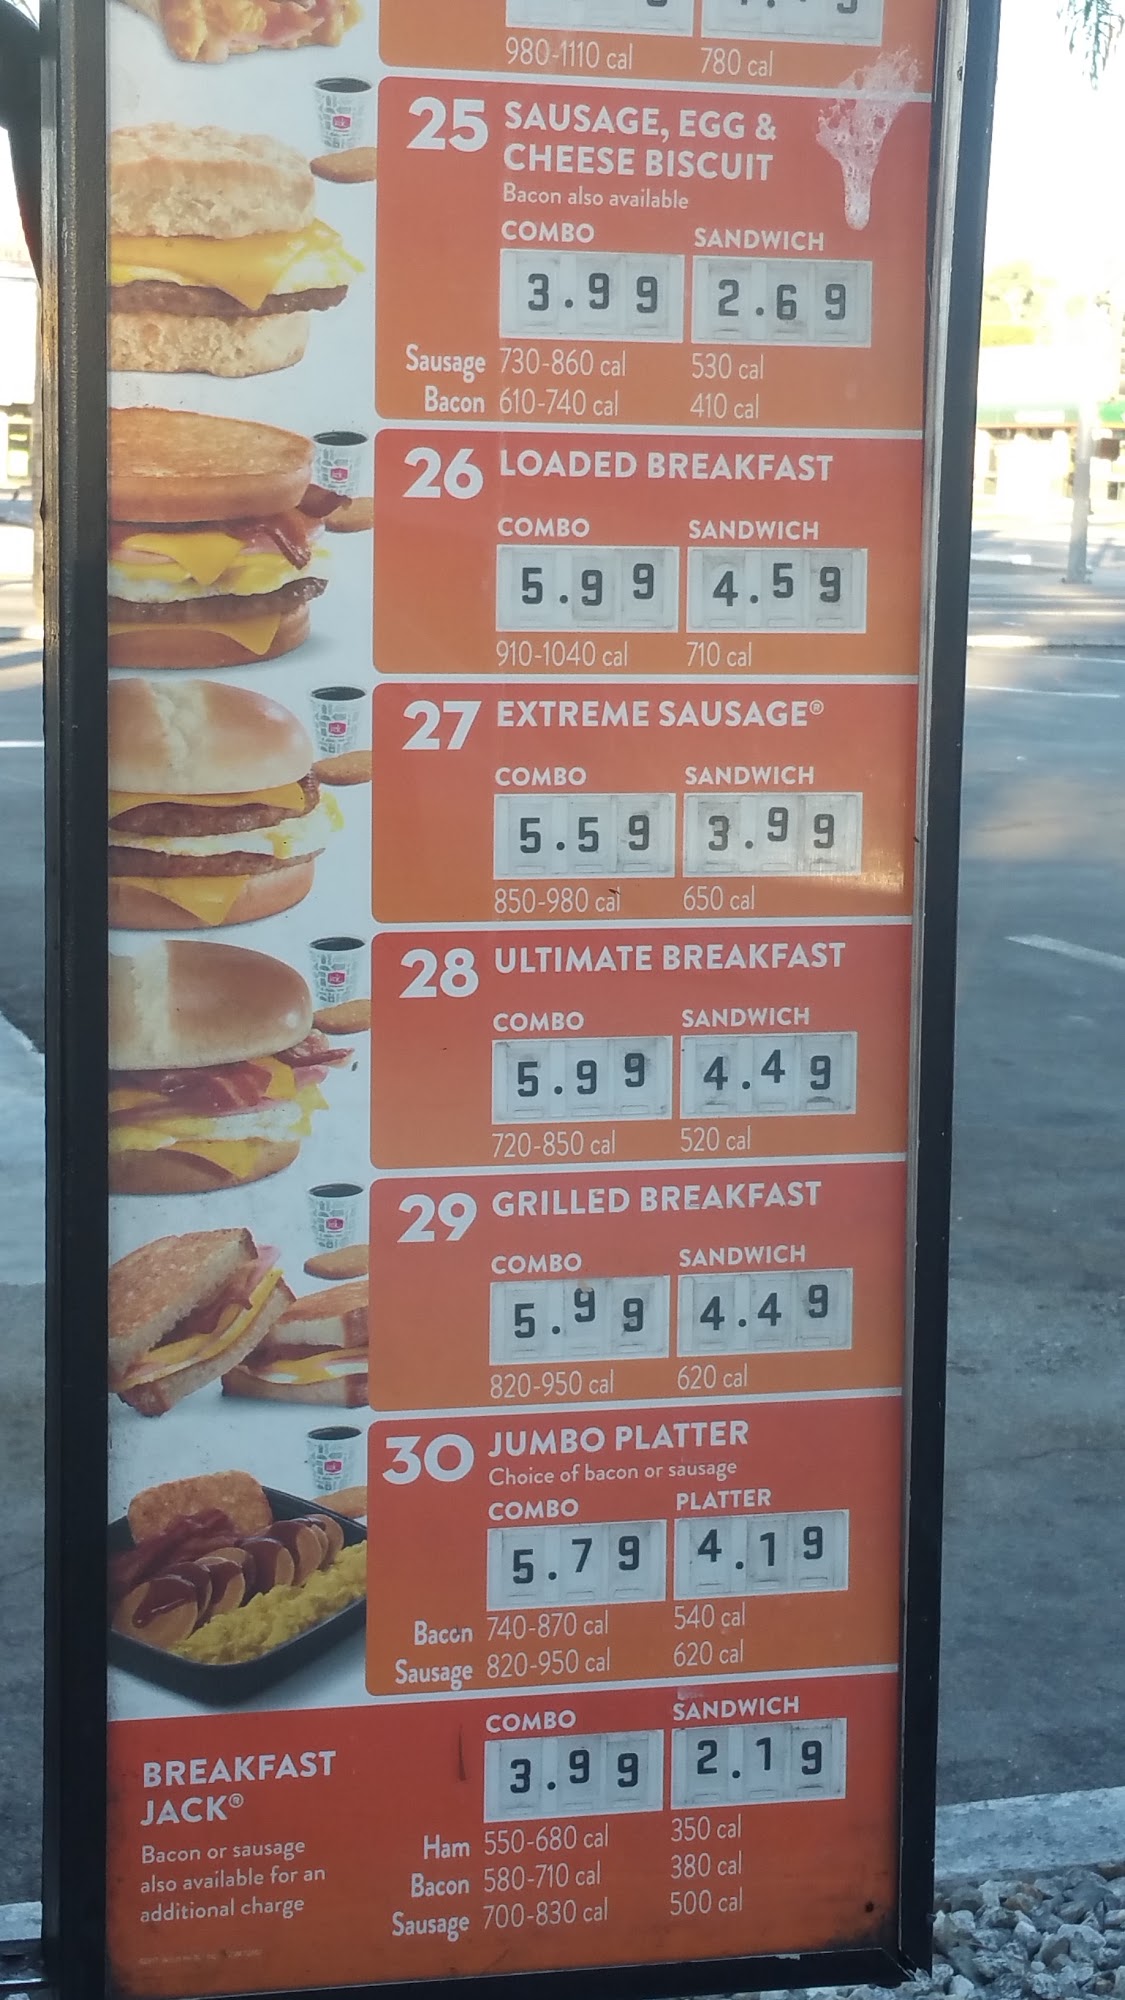 980-1110 cal 780 cal
25 SAUSAGE, EGG &
CHEESE BISCUIT
Bacon also available
COMBO SANDWICH
3.99 2.69
Sausage 730-860 cal 530 cal
Bacon 610-740 cal 410 cal
26 LOADED BREAKFAST
COMBO SANDWICH
5.99 4.59
910-1040 cal 710 cal
27 EXTREME SAUSAGE®
COMBO SANDWICH
5.59 3.99
850-980 cal 650 cal
28 ULTIMATE BREAKFAST
COMBO SANDWICH
5.99 4.49
720-850 cal 520 cal
29 GRILLED BREAKFAST
COMBO SANDWICH
5.99 4.49
820-950 cal 620 cal
30 JUMBO PLATTER
Choice of bacon or sausage
COMBO PLATTER
5.79 4.19
Bacon 740-870 cal 540 cal
Sausage 820-950 cal 620 cal
COMBO SANDWICH
3.99 2.19
BREAKFAST
JACK®
Bacon or sausage
also available for an
additional charge
Ham 550-680 cal 350 cal
Bacon 580-710 cal 380 cal
Sausage 700-830 cal 500 cal